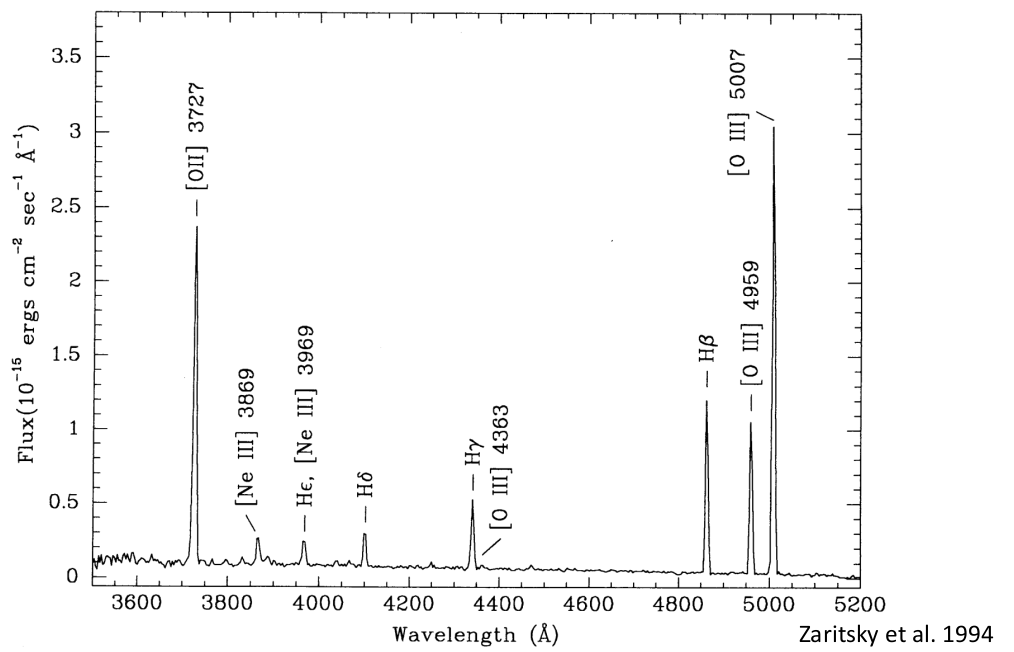 3.5
3
2.5
2
1.5
1
0.5
0
Flux(10⁻¹⁵ ergs cm⁻² sec⁻¹ Å⁻¹)
[OII] 3727
[Ne III] 3869
Hε, [Ne III] 3969
Hδ
Hγ
[O III] 4363
Hβ
[O III] 4959
[O III] 5007
3600 3800 4000 4200 4400 4600 4800 5000 5200
Wavelength (Å)
Zaritsky et al. 1994